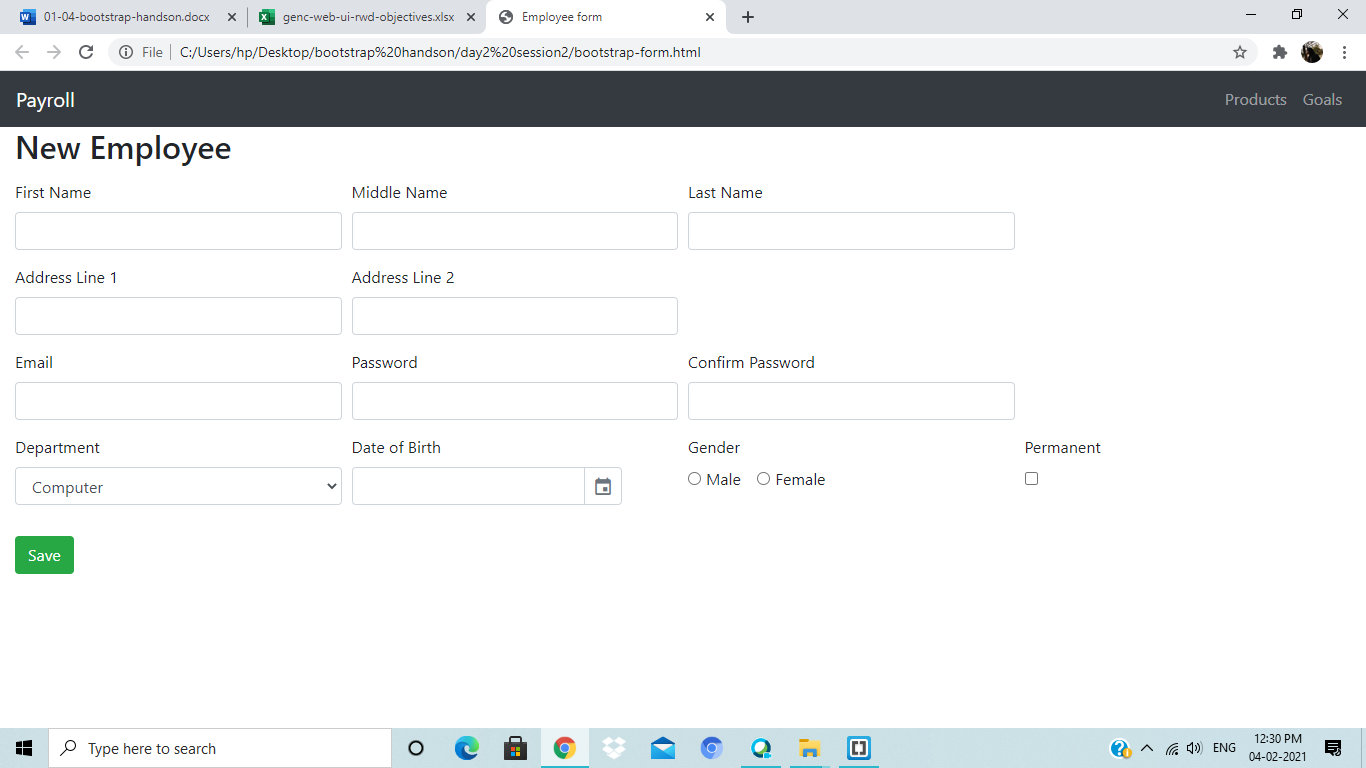 01-04-bootstrap-handson.docx genc-web-ui-rwd-objectives.xlsx Employee form
File C:/Users/hp/Desktop/bootstrap%20handson/day2%20session2/bootstrap-form.html
Payroll Products Goals
New Employee
First Name Middle Name Last Name
Address Line 1 Address Line 2
Email Password Confirm Password
Department Date of Birth Gender Permanent
Computer Male Female
Save
Type here to search ENG 12:30 PM
04-02-2021